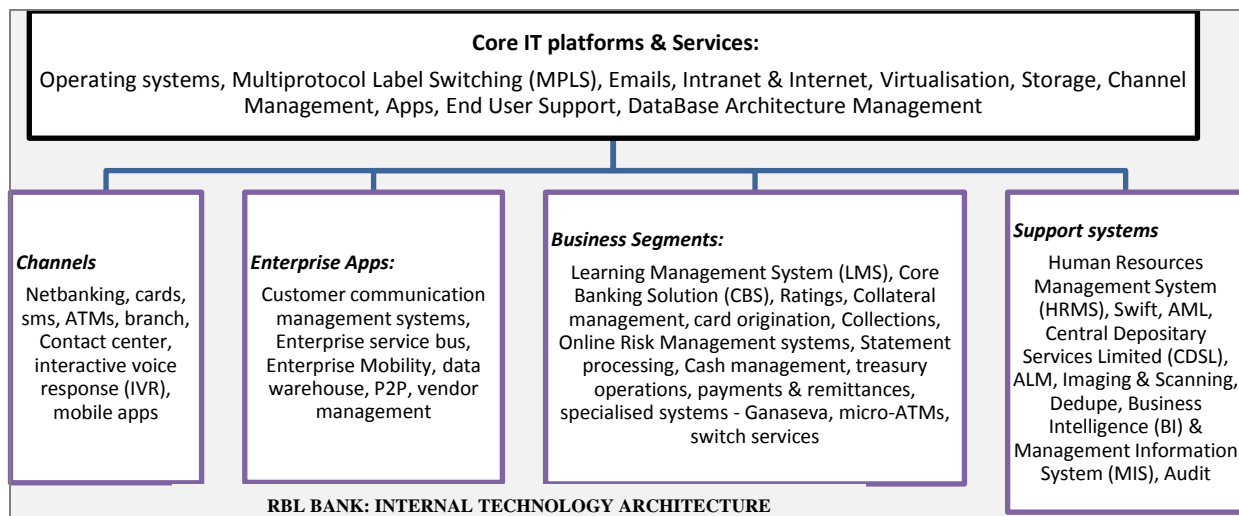 Core IT platforms & Services:
Operating systems, Multiprotocol Label Switching (MPLS), Emails, Intranet & Internet, Virtualisation, Storage, Channel
Management, Apps, End User Support, DataBase Architecture Management
Channels
Netbanking, cards,
sms, ATMs, branch,
Contact center,
interactive voice
response (IVR),
mobile apps
Enterprise Apps:
Customer communication
management systems,
Enterprise service bus,
Enterprise Mobility, data
warehouse, P2P, vendor
management
Business Segments:
Learning Management System (LMS), Core
Banking Solution (CBS), Ratings, Collateral
management, card origination, Collections,
Online Risk Management systems, Statement
processing, Cash management, treasury
operations, payments & remittances,
specialised systems - Ganaseva, micro-ATMs,
switch services
Support systems
Human Resources
Management System
(HRMS), Swift, AML,
Central Depositary
Services Limited (CDSL),
ALM, Imaging & Scanning,
Dedupe, Business
Intelligence (BI) &
Management Information
System (MIS), Audit
RBL BANK: INTERNAL TECHNOLOGY ARCHITECTURE